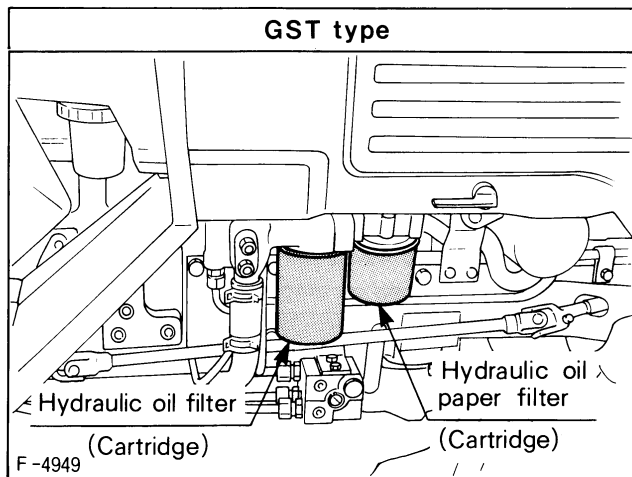 GST type
Hydraulic oil filter
(Cartridge)
Hydraulic oil
paper filter
(Cartridge)
F-4949